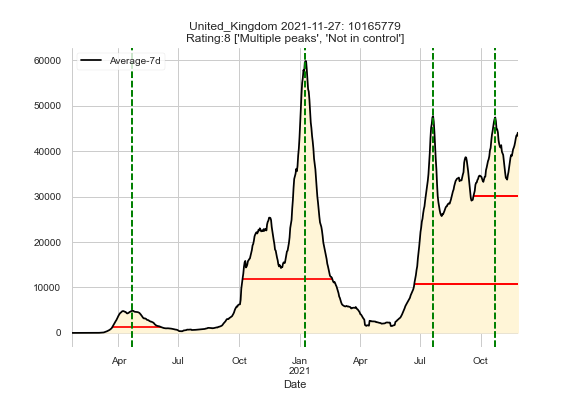 United_Kingdom 2021-11-27: 10165779
Rating:8 ['Multiple peaks', 'Not in control']
Average-7d
60000
50000
40000
30000
20000
10000
0
Apr Jul Oct Jan Apr Jul Oct
2021
Date